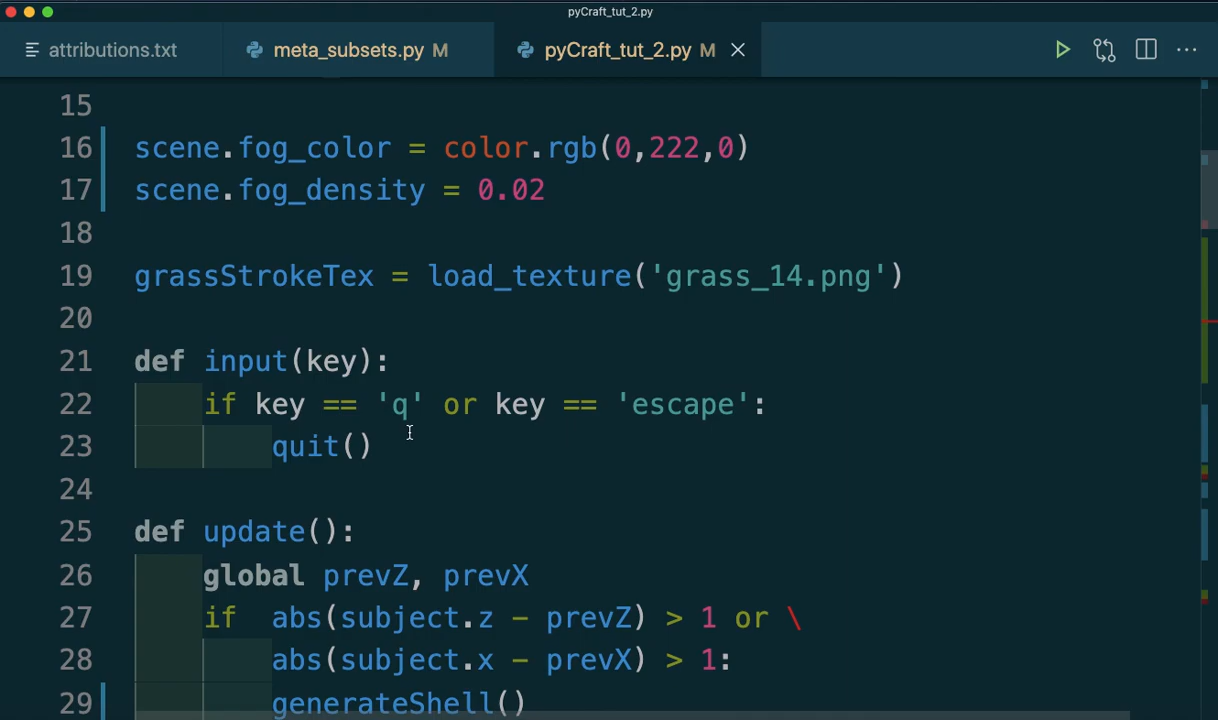 pyCraft_tut_2.py
attributions.txt meta_subsets.py M pyCraft_tut_2.py M
15
16 scene.fog_color = color.rgb(0,222,0)
17 scene.fog_density = 0.02
18
19 grassStrokeTex = load_texture('grass_14.png')
20
21 def input(key):
22 if key == 'q' or key == 'escape':
23 quit()
24
25 def update():
26 global prevZ, prevX
27 if  abs(subject.z - prevZ) > 1 or \
28 abs(subject.x - prevX) > 1:
29 generateShell()